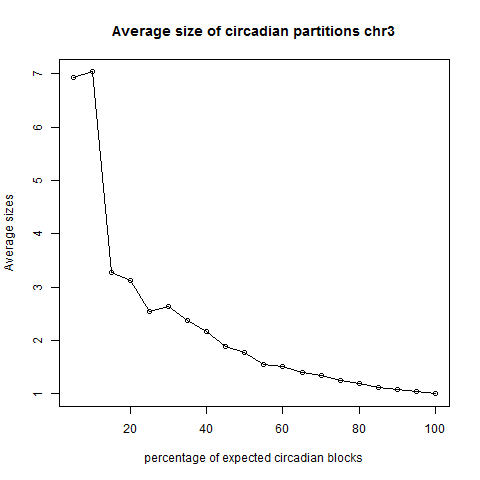 Average size of circadian partitions chr3
Average sizes
7
6
5
4
3
2
1
20 40 60 80 100
percentage of expected circadian blocks